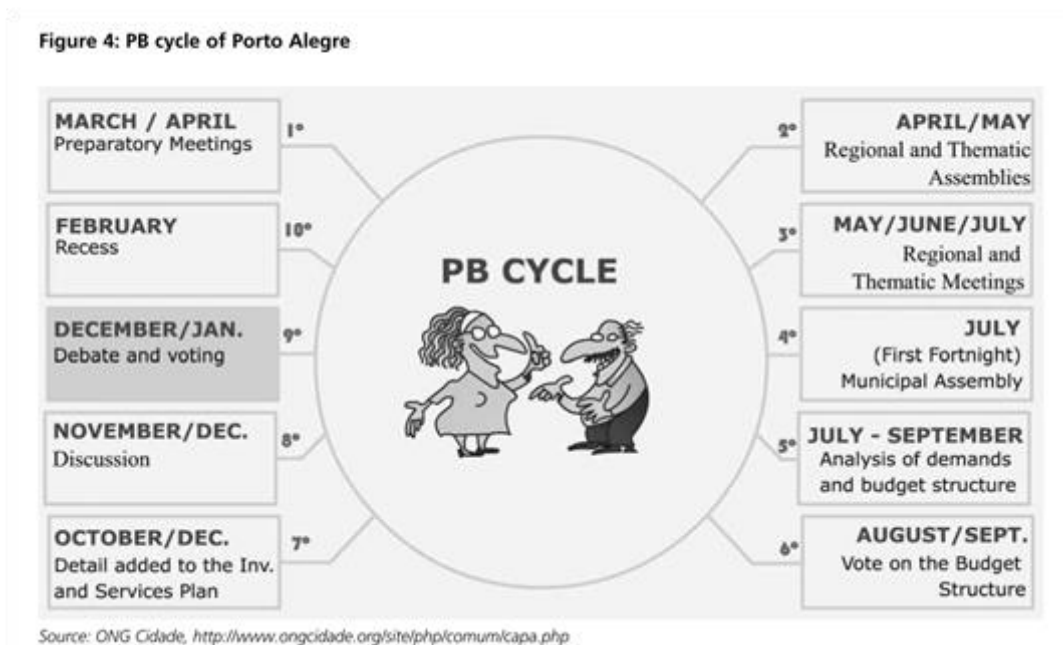 Figure 4: PB cycle of Porto Alegre
MARCH / APRIL
Preparatory Meetings
1°
2°
APRIL/MAY
Regional and Thematic
Assemblies
FEBRUARY
Recess
10°
3°
MAY/JUNE/JULY
Regional and
Thematic Meetings
PB CYCLE
DECEMBER/JAN.
Debate and voting
9°
4°
JULY
(First Fortnight)
Municipal Assembly
NOVEMBER/DEC.
Discussion
8°
5°
JULY - SEPTEMBER
Analysis of demands
and budget structure
OCTOBER/DEC.
Detail added to the Inv.
and Services Plan
7°
6°
AUGUST/SEPT.
Vote on the Budget
Structure
Source: ONG Cidade, http://www.ongcidade.org/site/php/comum/capa.php